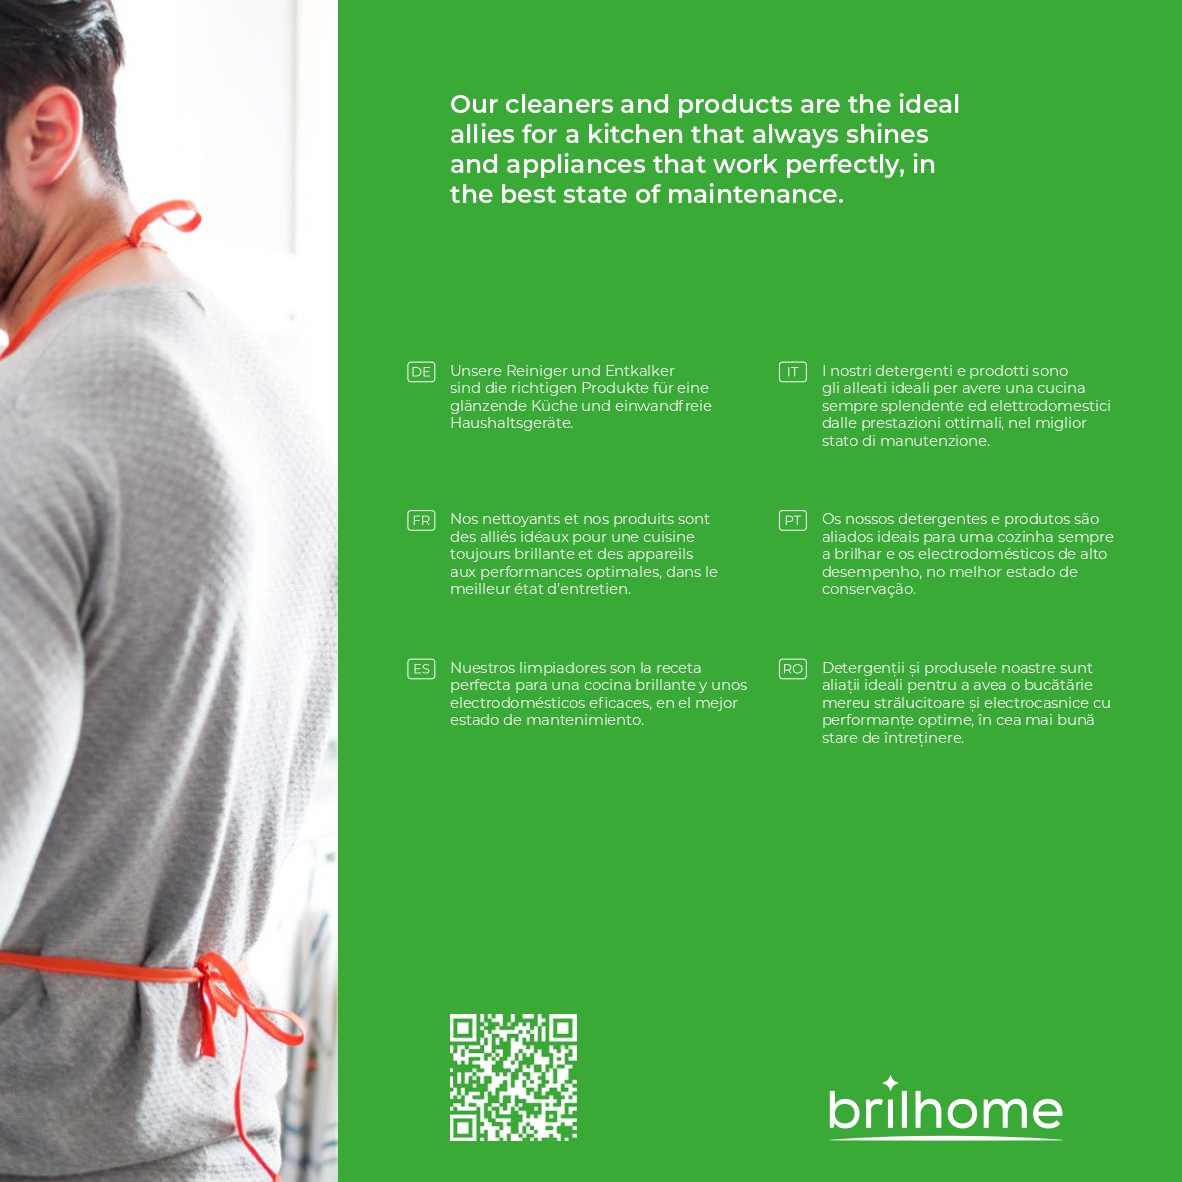 Our cleaners and products are the ideal
allies for a kitchen that always shines
and appliances that work perfectly, in
the best state of maintenance.
DE
Unsere Reiniger und Entkalker
sind die richtigen Produkte für eine
glänzende Küche und einwandfreie
Haushaltsgeräte.
FR
Nos nettoyants et nos produits sont
des alliés idéaux pour une cuisine
toujours brillante et des appareils
aux performances optimales, dans le
meilleur état d'entretien.
ES
Nuestros limpiadores son la receta
perfecta para una cocina brillante y unos
electrodomésticos eficaces, en el mejor
estado de mantenimiento.
IT
I nostri detergenti e prodotti sono
gli alleati ideali per avere una cucina
sempre splendente ed elettrodomestici
dalle prestazioni ottimali, nel miglior
stato di manutenzione.
PT
Os nossos detergentes e produtos são
aliados ideais para uma cozinha sempre
a brilhar e os electrodomésticos de alto
desempenho, no melhor estado de
conservação.
RO
Detergenții și produsele noastre sunt
aliații ideali pentru a avea o bucătărie
mereu strălucitoare și electrocasnice cu
performanțe optime, în cea mai bună
stare de întreținere.
brilhome